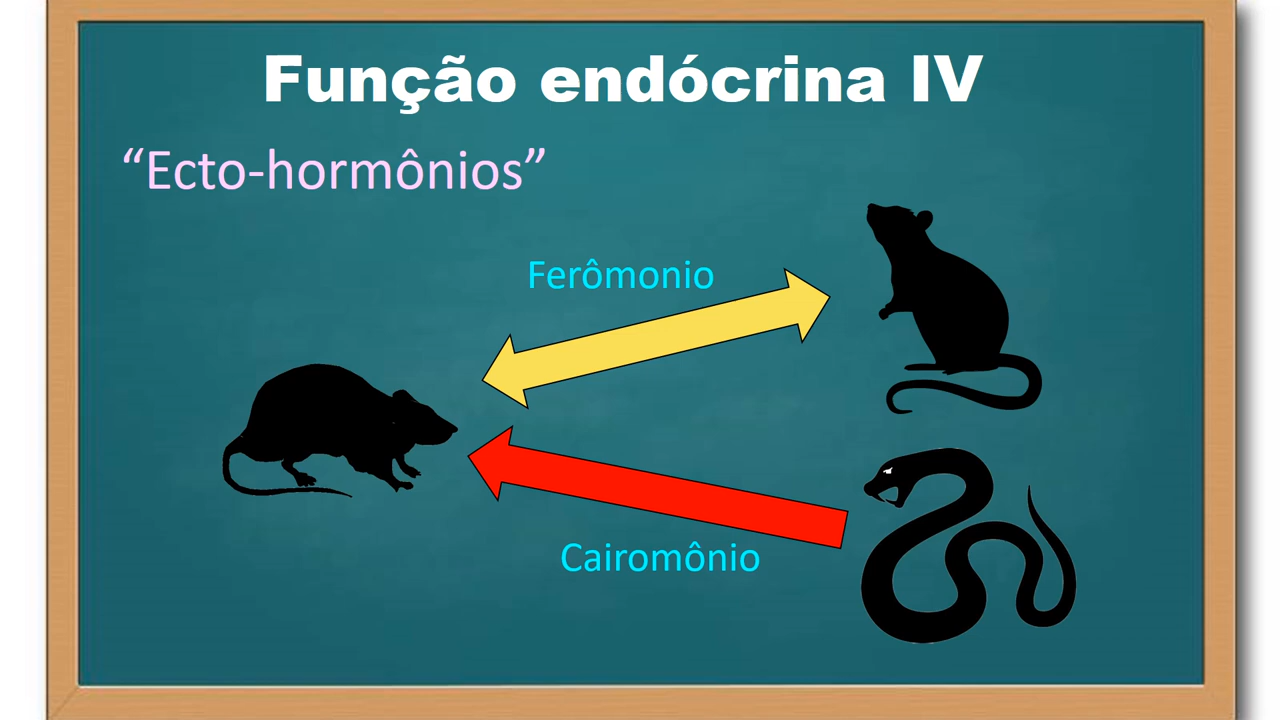 Função endócrina IV
“Ecto-hormônios”
Ferômonio
Cairomônio